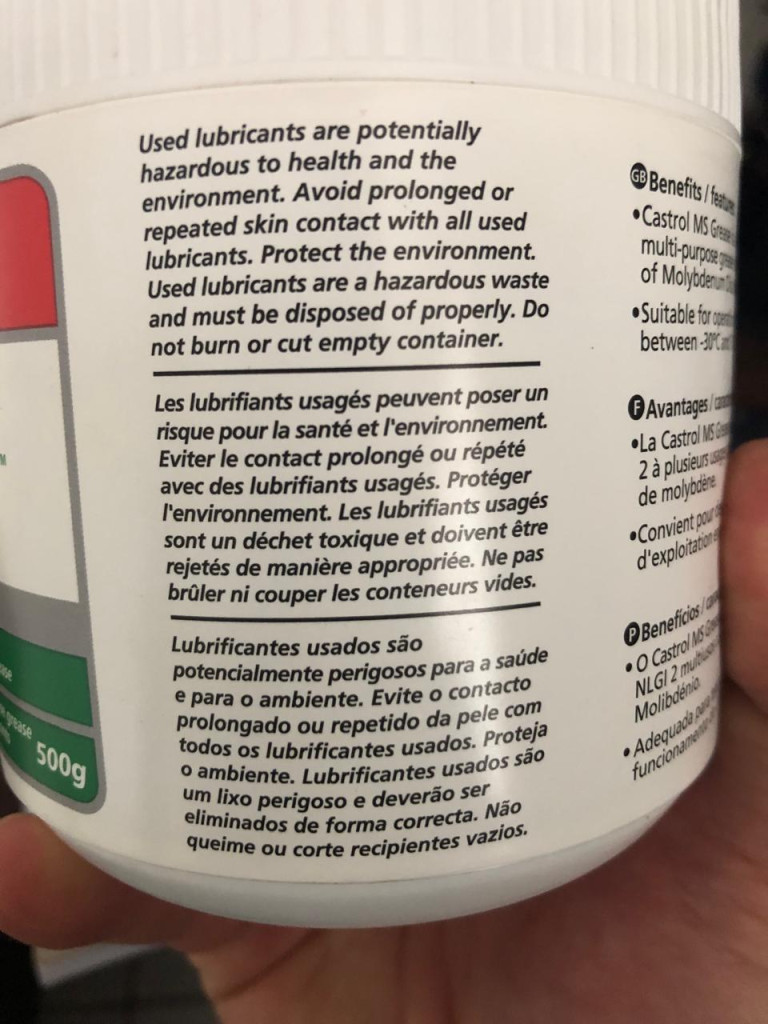 Used lubricants are potentially
hazardous to health and the
environment. Avoid prolonged or
repeated skin contact with all used
lubricants. Protect the environment.
Used lubricants are a hazardous waste
and must be disposed of properly. Do
not burn or cut empty container.
Les lubrifiants usagés peuvent poser un
risque pour la santé et l'environnement.
Eviter le contact prolongé ou répété
avec des lubrifiants usagés. Protéger
l'environnement. Les lubrifiants usagés
sont un déchet toxique et doivent être
rejetés de manière appropriée. Ne pas
brûler ni couper les conteneurs vides.
Lubrificantes usados são
potencialmente perigosos para a saúde
e para o ambiente. Evite o contacto
prolongado ou repetido da pele com
todos os lubrificantes usados. Proteja
o ambiente. Lubrificantes usados são
um lixo perigoso e deverão ser
eliminados de forma correcta. Não
queime ou corte recipientes vazios.
TM
grease
500g
GB Benefits /
•Castrol MS Grease
multi-purpose
of Molybdenum
•Suitable for
between -30°C
F Avantages /
•La Castrol MS
2 à plusieurs
de molybdène.
•Convient pour
d'exploitation
P Benefícios /
• O Castrol MS
NLGI 2
Molibdénio.
• Adequada para